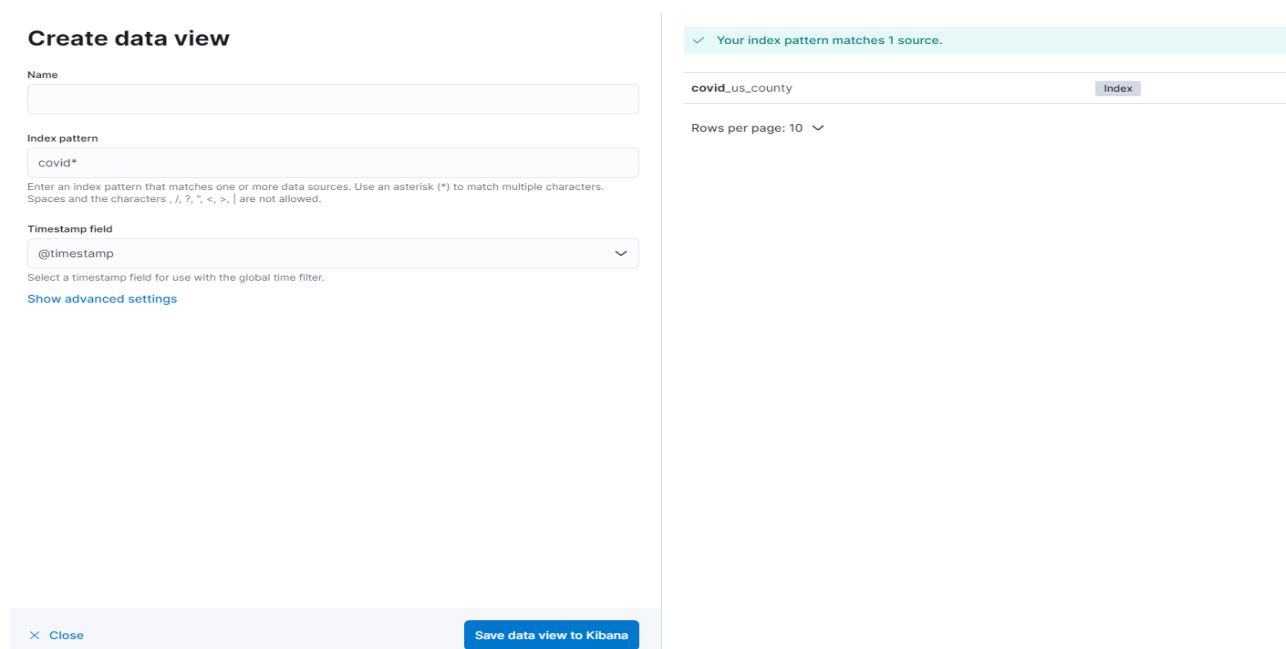 Create data view
Name
Index pattern
covid*
Enter an index pattern that matches one or more data sources. Use an asterisk (*) to match multiple characters.
Spaces and the characters , /, ?, ", <, >, | are not allowed.
Timestamp field
@timestamp
Select a timestamp field for use with the global time filter.
Show advanced settings
Close
Save data view to Kibana
Your index pattern matches 1 source.
covid_us_county
Index
Rows per page: 10